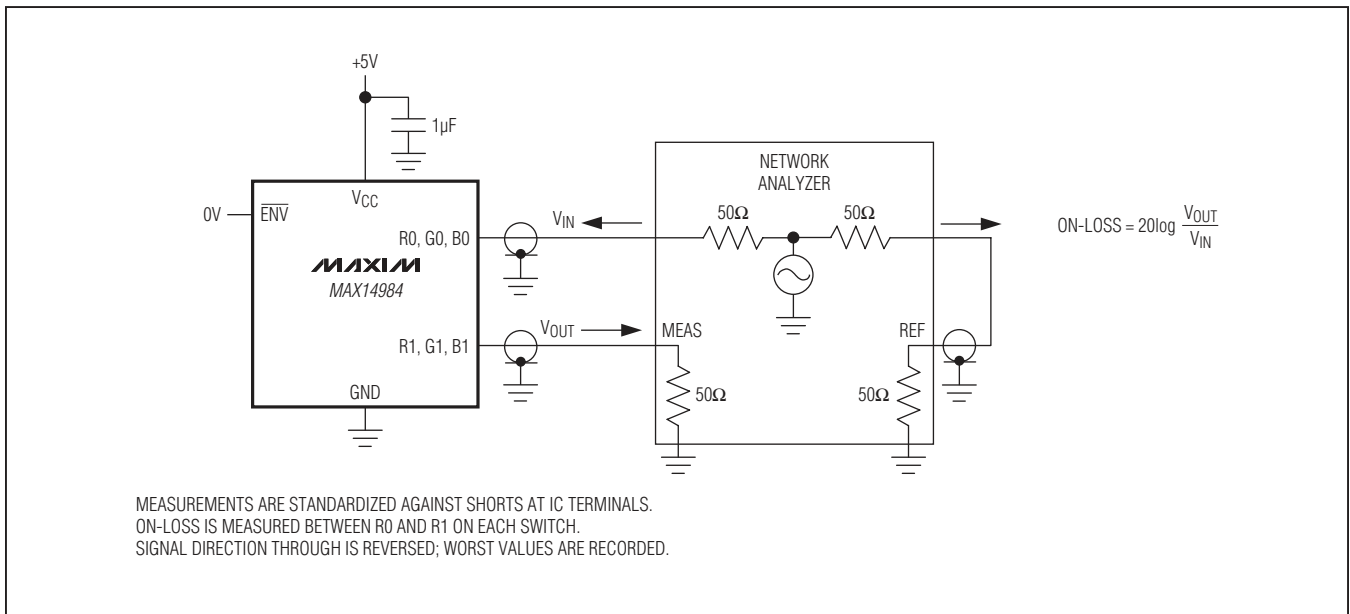 +5V
1µF
NETWORK
ANALYZER
VCC
0V
ENV
VIN
50Ω
50Ω
ON-LOSS = 20log VOUT
VIN
R0, G0, B0
MAXIM
MAX14984
VOUT
MEAS
REF
R1, G1, B1
GND
50Ω
50Ω
MEASUREMENTS ARE STANDARDIZED AGAINST SHORTS AT IC TERMINALS.
ON-LOSS IS MEASURED BETWEEN R0 AND R1 ON EACH SWITCH.
SIGNAL DIRECTION THROUGH IS REVERSED; WORST VALUES ARE RECORDED.